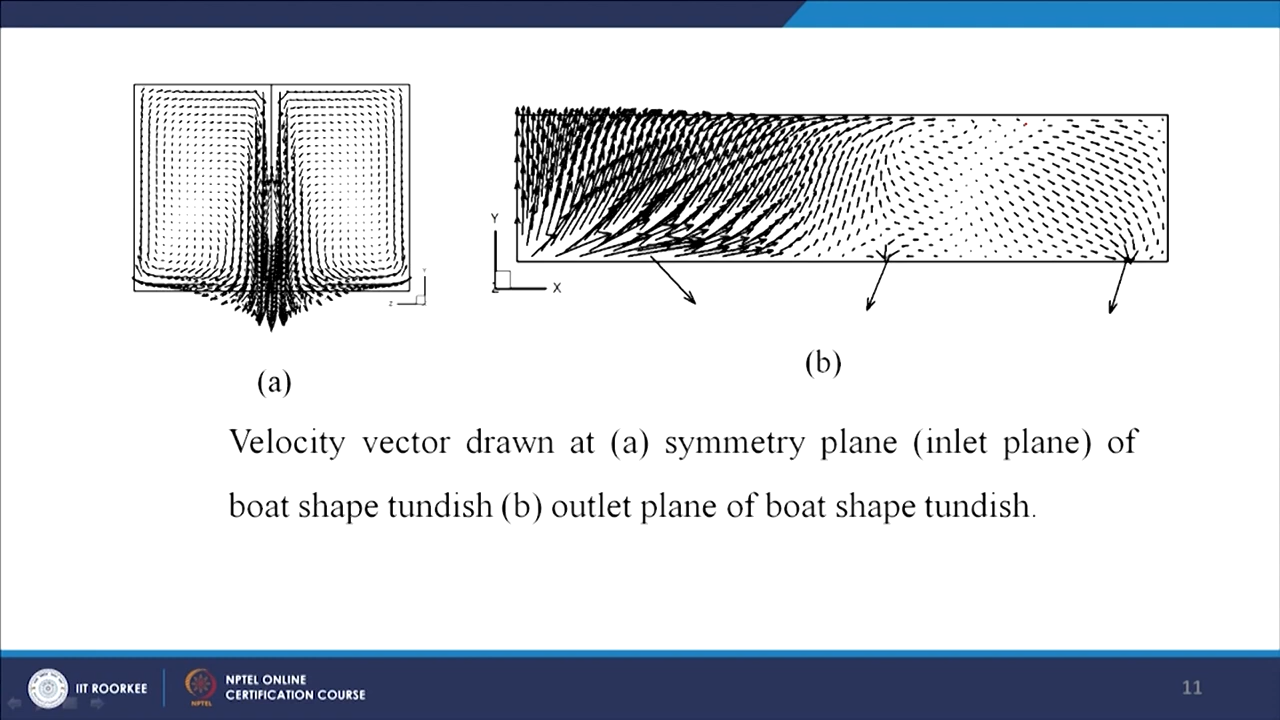 Y
X
Z
Y
Z
(a)
(b)
Velocity vector drawn at (a) symmetry plane (inlet plane) of
boat shape tundish (b) outlet plane of boat shape tundish.
IIT ROORKEE
NPTEL
NPTEL ONLINE
CERTIFICATION COURSE
11